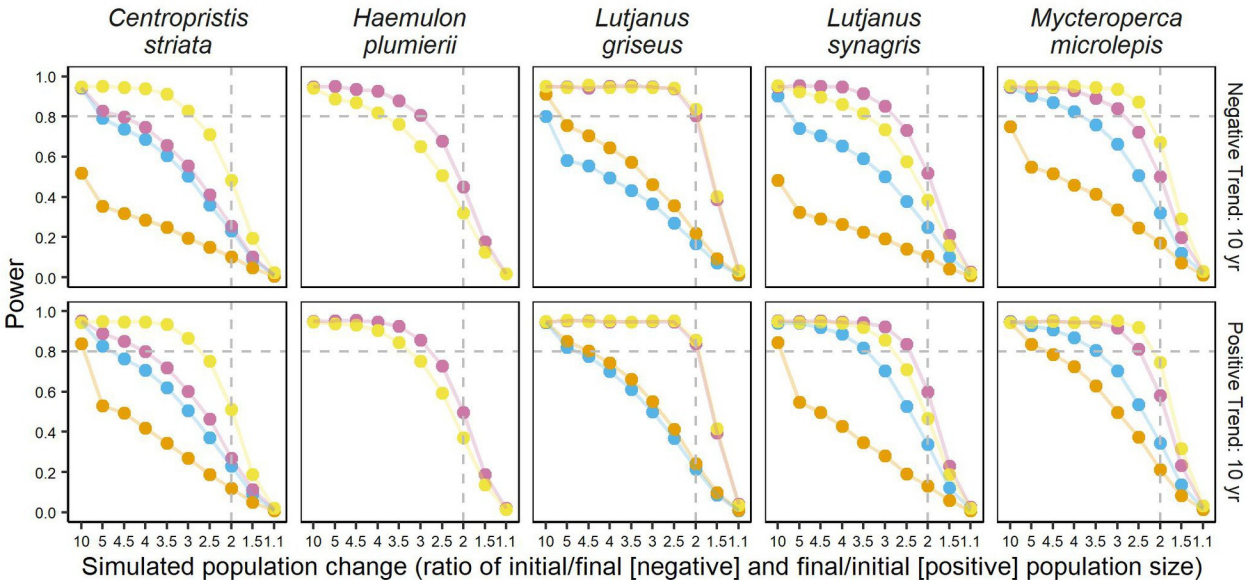 Centropristis striata
Haemulon plumierii
Lutjanus griseus
Lutjanus synagris
Mycteroperca microlepis
Power
1.0
0.8
0.6
0.4
0.2
0.0
Negative Trend: 10 yr
1.0
0.8
0.6
0.4
0.2
0.0
Positive Trend: 10 yr
10 5 4.5 4 3.5 3 2.5 2 1.5 1.1
10 5 4.5 4 3.5 3 2.5 2 1.5 1.1
10 5 4.5 4 3.5 3 2.5 2 1.5 1.1
10 5 4.5 4 3.5 3 2.5 2 1.5 1.1
10 5 4.5 4 3.5 3 2.5 2 1.5 1.1
Simulated population change (ratio of initial/final [negative] and final/initial [positive] population size)